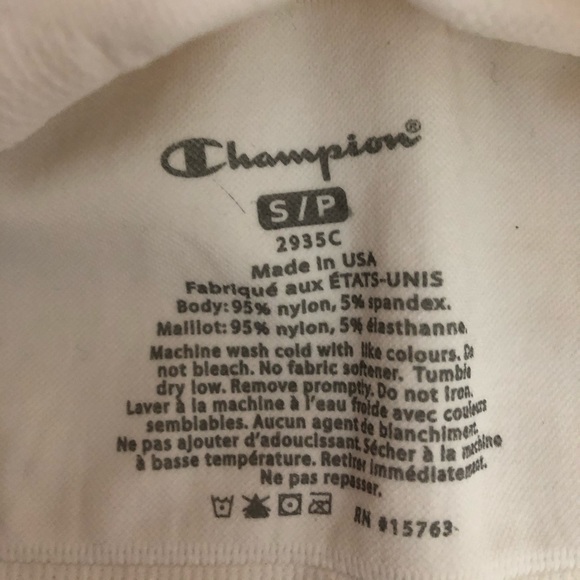 Champion®
S/P
2935C
Made in USA
Fabriqué aux ÉTATS-UNIS
Body: 95% nylon, 5% spandex.
Maillot: 95% nylon, 5% élasthanne.
Machine wash cold with like colours. Do
not bleach. No fabric softener. Tumble
dry low. Remove promptly. Do not iron.
Laver à la machine à l'eau froide avec couleurs
semblables. Aucun agent de blanchiment.
Ne pas ajouter d'adoucissant. Sécher à la machine
à basse température. Retirer immédiatement.
Ne pas repasser.
RN #15763